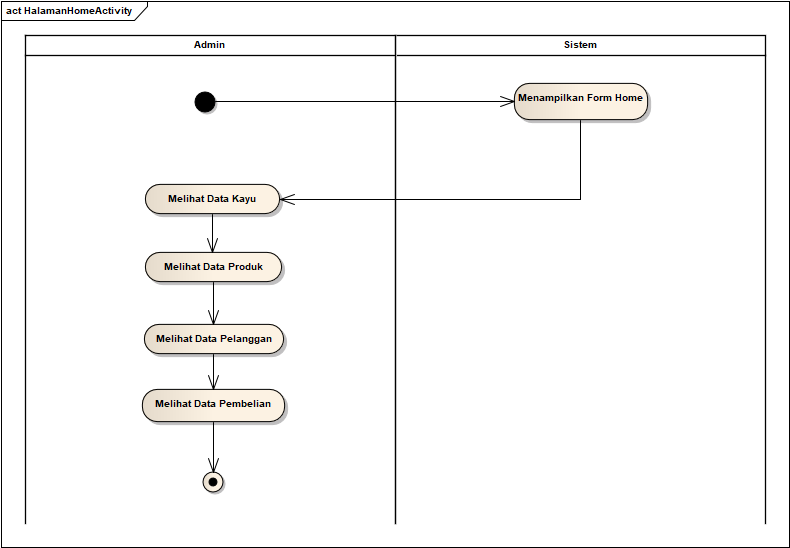 act HalamanHomeActivity
Admin
Sistem
Menampilkan Form Home
Melihat Data Kayu
Melihat Data Produk
Melihat Data Pelanggan
Melihat Data Pembelian